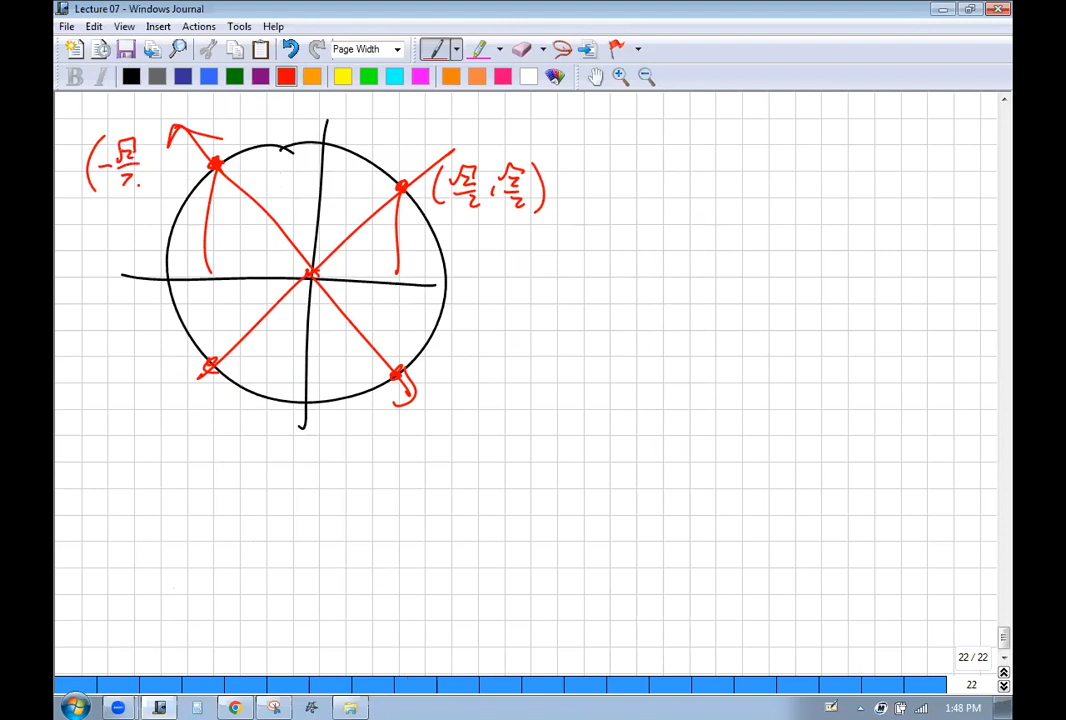 Lecture 07 - Windows Journal
File Edit View Insert Actions Tools Help
Page Width
B I
(-√2/2
(√2/2, √2/2)
22 / 22
22
1:48 PM